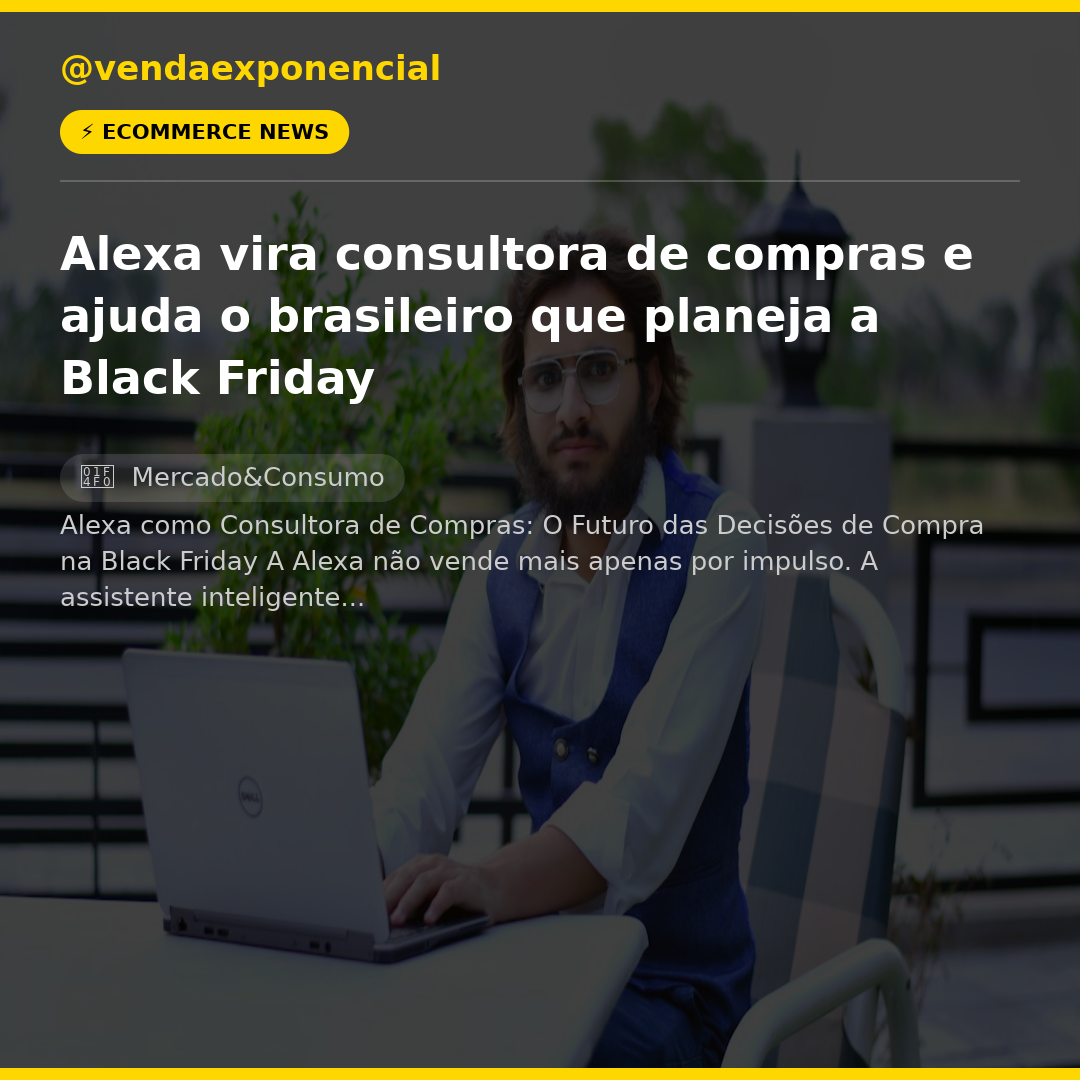 @vendaexponencial
⚡ ECOMMERCE NEWS
Alexa vira consultora de compras e
ajuda o brasileiro que planeja a
Black Friday
01F4F0 Mercado&Consumo
Alexa como Consultora de Compras: O Futuro das Decisões de Compra
na Black Friday A Alexa não vende mais apenas por impulso. A
assistente inteligente...
DELL